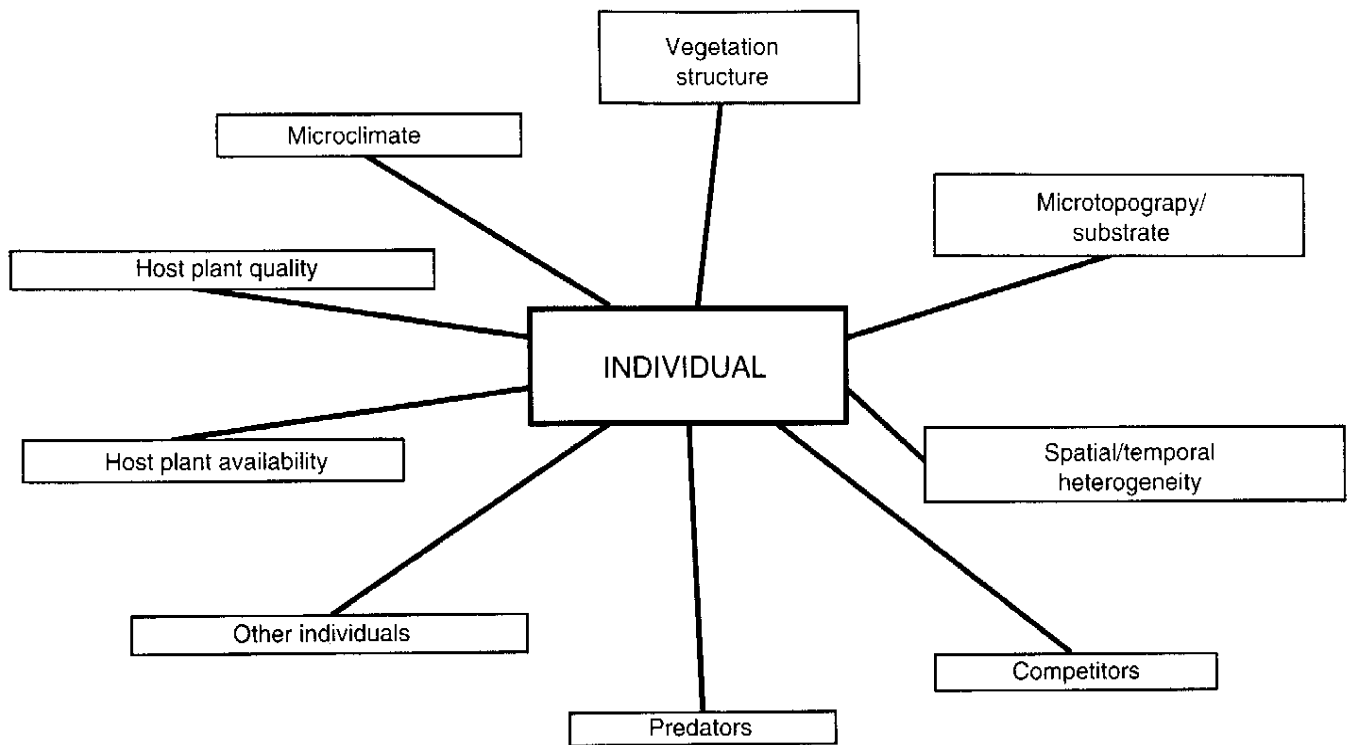 Vegetation
structure
Microclimate
Microtopograpy/
substrate
Host plant quality
INDIVIDUAL
Host plant availability
Spatial/temporal
heterogeneity
Other individuals
Competitors
Predators